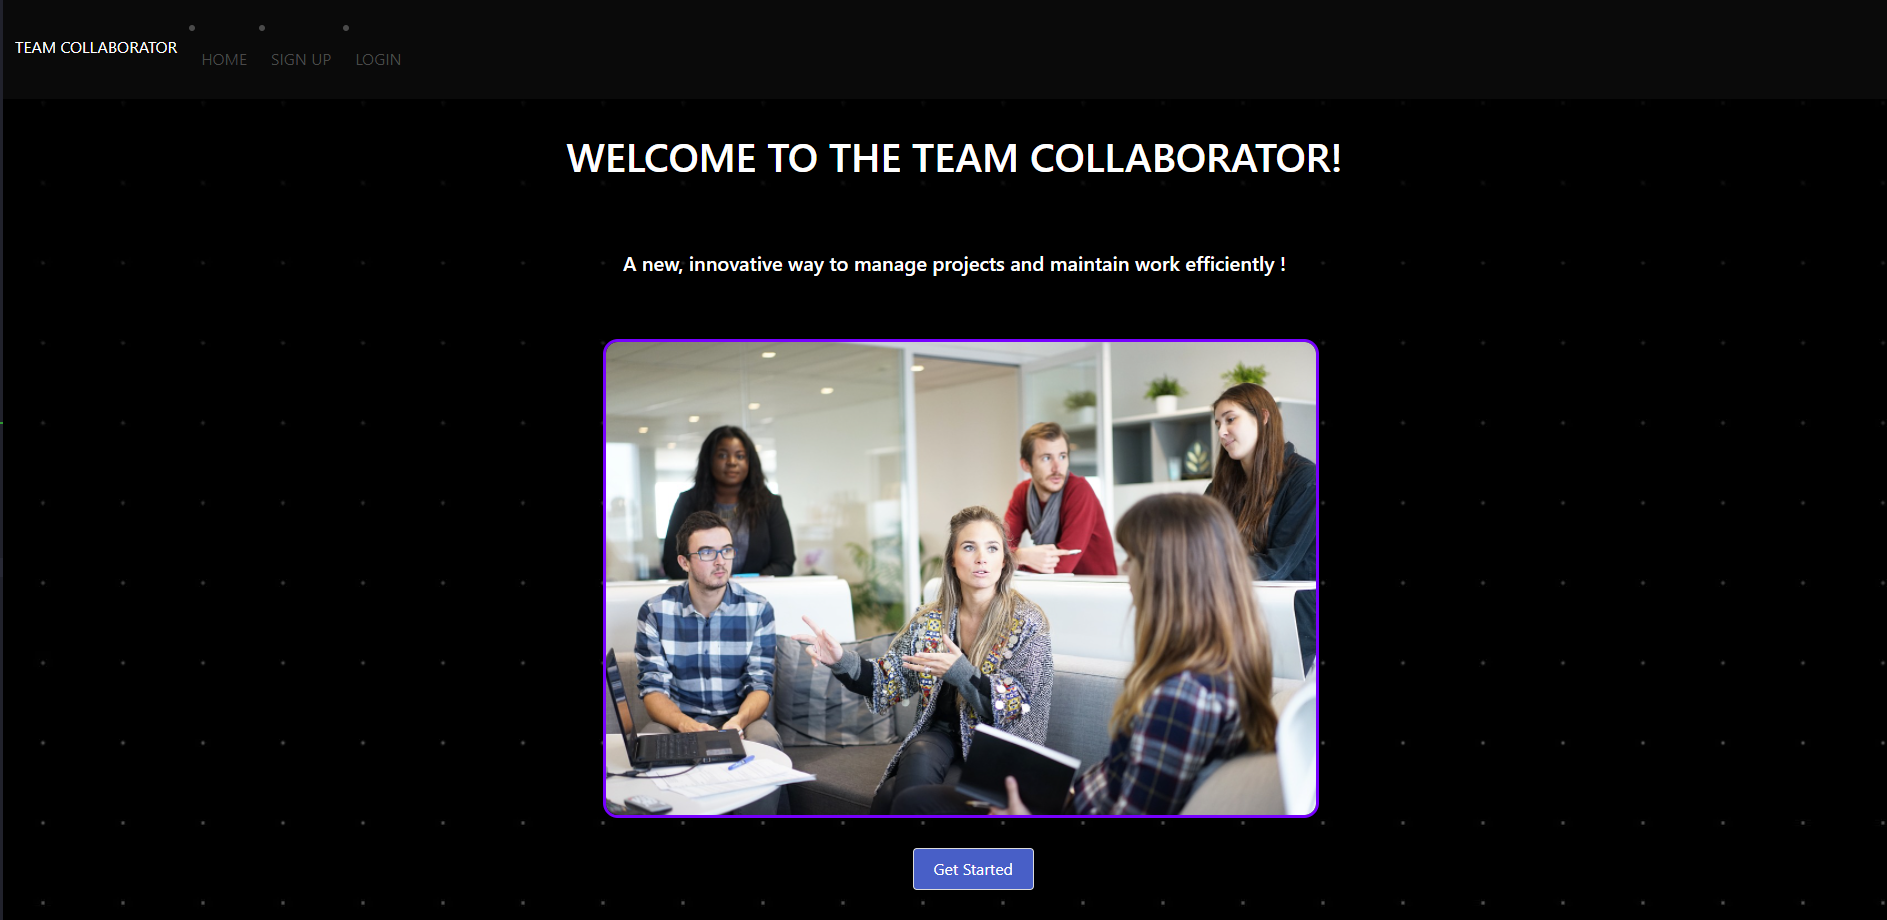 TEAM COLLABORATOR
HOME SIGN UP LOGIN
WELCOME TO THE TEAM COLLABORATOR!
A new, innovative way to manage projects and maintain work efficiently !
Get Started